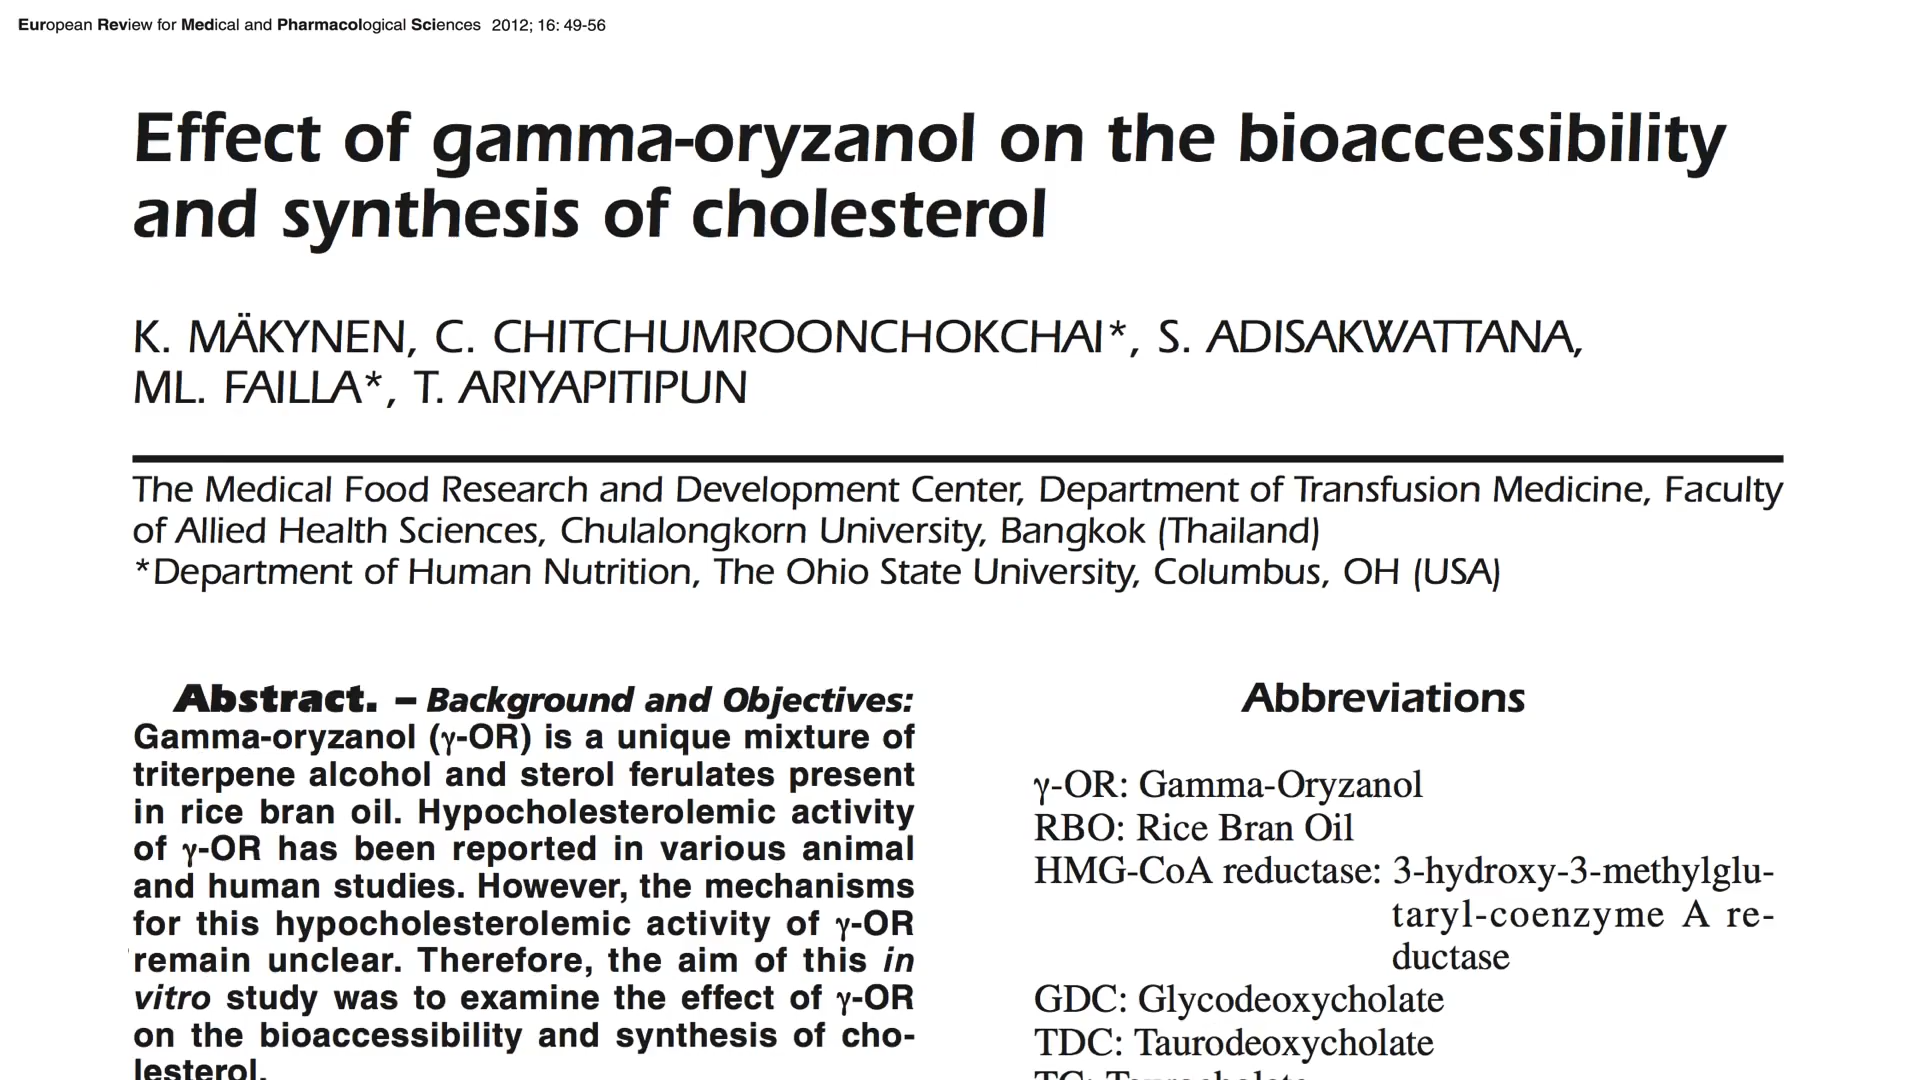 European Review for Medical and Pharmacological Sciences 2012; 16: 49-56
Effect of gamma-oryzanol on the bioaccessibility
and synthesis of cholesterol
K. MÄKYNEN, C. CHITCHUMROONCHOKCHAI*, S. ADISAKWATTANA,
ML. FAILLA*, T. ARIYAPITIPUN
The Medical Food Research and Development Center, Department of Transfusion Medicine, Faculty
of Allied Health Sciences, Chulalongkorn University, Bangkok (Thailand)
*Department of Human Nutrition, The Ohio State University, Columbus, OH (USA)
Abstract. – Background and Objectives:
Gamma-oryzanol (γ-OR) is a unique mixture of
triterpene alcohol and sterol ferulates present
in rice bran oil. Hypocholesterolemic activity
of γ-OR has been reported in various animal
and human studies. However, the mechanisms
for this hypocholesterolemic activity of γ-OR
remain unclear. Therefore, the aim of this in
vitro study was to examine the effect of γ-OR
on the bioaccessibility and synthesis of cho-
lesterol.
Abbreviations
γ-OR: Gamma-Oryzanol
RBO: Rice Bran Oil
HMG-CoA reductase: 3-hydroxy-3-methylglu-
taryl-coenzyme A re-
ductase
GDC: Glycodeoxycholate
TDC: Taurodeoxycholate
TC: Taurocholate